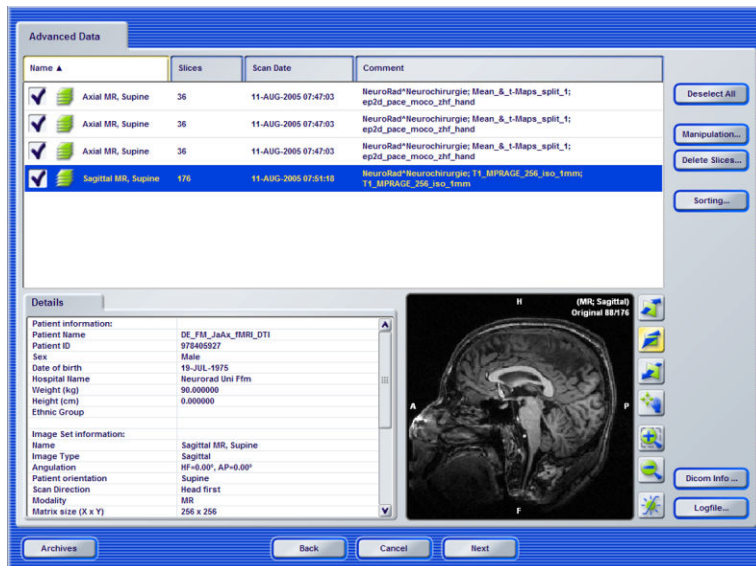 Advanced Data
Name ▲ Slices Scan Date Comment
Axial MR, Supine 36 11-AUG-2005 07:47:03 NeuroRad^Neurochirurgie; Mean_&_t-Maps_split_1;
ep2d_pace_moco_zhf_hand
Axial MR, Supine 36 11-AUG-2005 07:47:03 NeuroRad^Neurochirurgie; Mean_&_t-Maps_split_1;
ep2d_pace_moco_zhf_hand
Axial MR, Supine 36 11-AUG-2005 07:47:03 NeuroRad^Neurochirurgie; Mean_&_t-Maps_split_1;
ep2d_pace_moco_zhf_hand
Sagittal MR, Supine 176 11-AUG-2005 07:51:18 NeuroRad^Neurochirurgie; T1_MPRAGE_256_iso_1mm;
T1_MPRAGE_256_iso_1mm
Deselect All
Manipulation...
Delete Slices...
Sorting...
Details
Patient information:
Patient Name DE_FM_JaAx_fMRI_DTI
Patient ID 978405927
Sex Male
Date of birth 19-JUL-1975
Hospital Name Neurorad Uni Ffm
Weight (kg) 90.000000
Height (cm) 0.000000
Ethnic Group
Image Set information:
Name Sagittal MR, Supine
Image Type Sagittal
Angulation HF=0.00°, AP=0.00°
Patient orientation Supine
Scan Direction Head first
Modality MR
Matrix size (X x Y) 256 x 256
H
(MR; Sagittal)
Original 88/176
A
P
F
Dicom Info ...
Logfile...
Archives Back Cancel Next